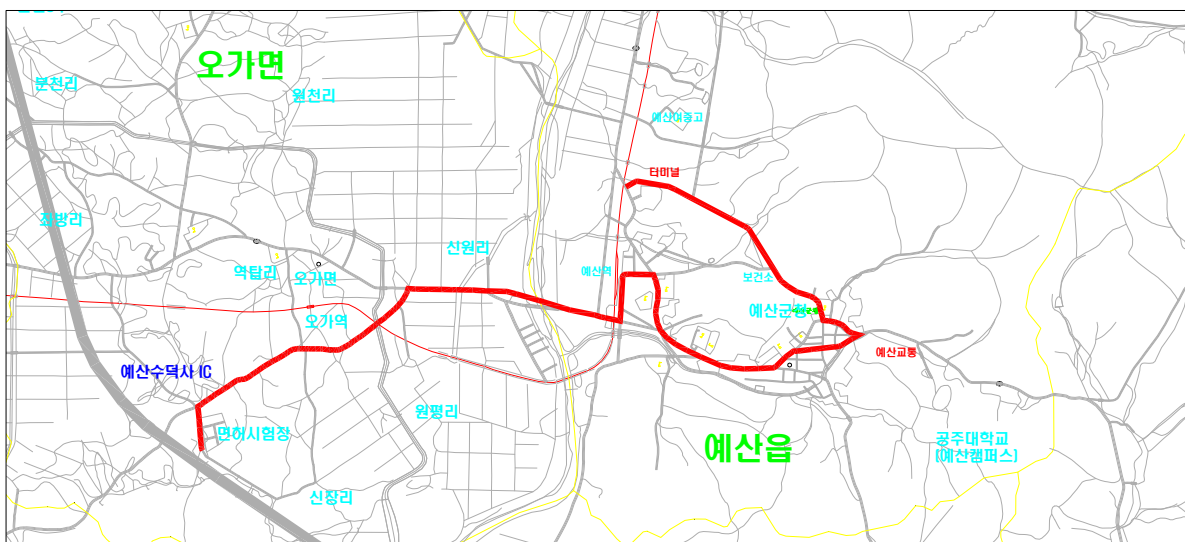 오가면
분천리
원천리
예산여중고
터미널
좌방리
신원리
역탑리
오가면
예산역
보건소
예산군청
오가역
예산교통
예산수덕사 IC
원평리
면허시험장
예산읍
공주대학교
(예산캠퍼스)
신장리